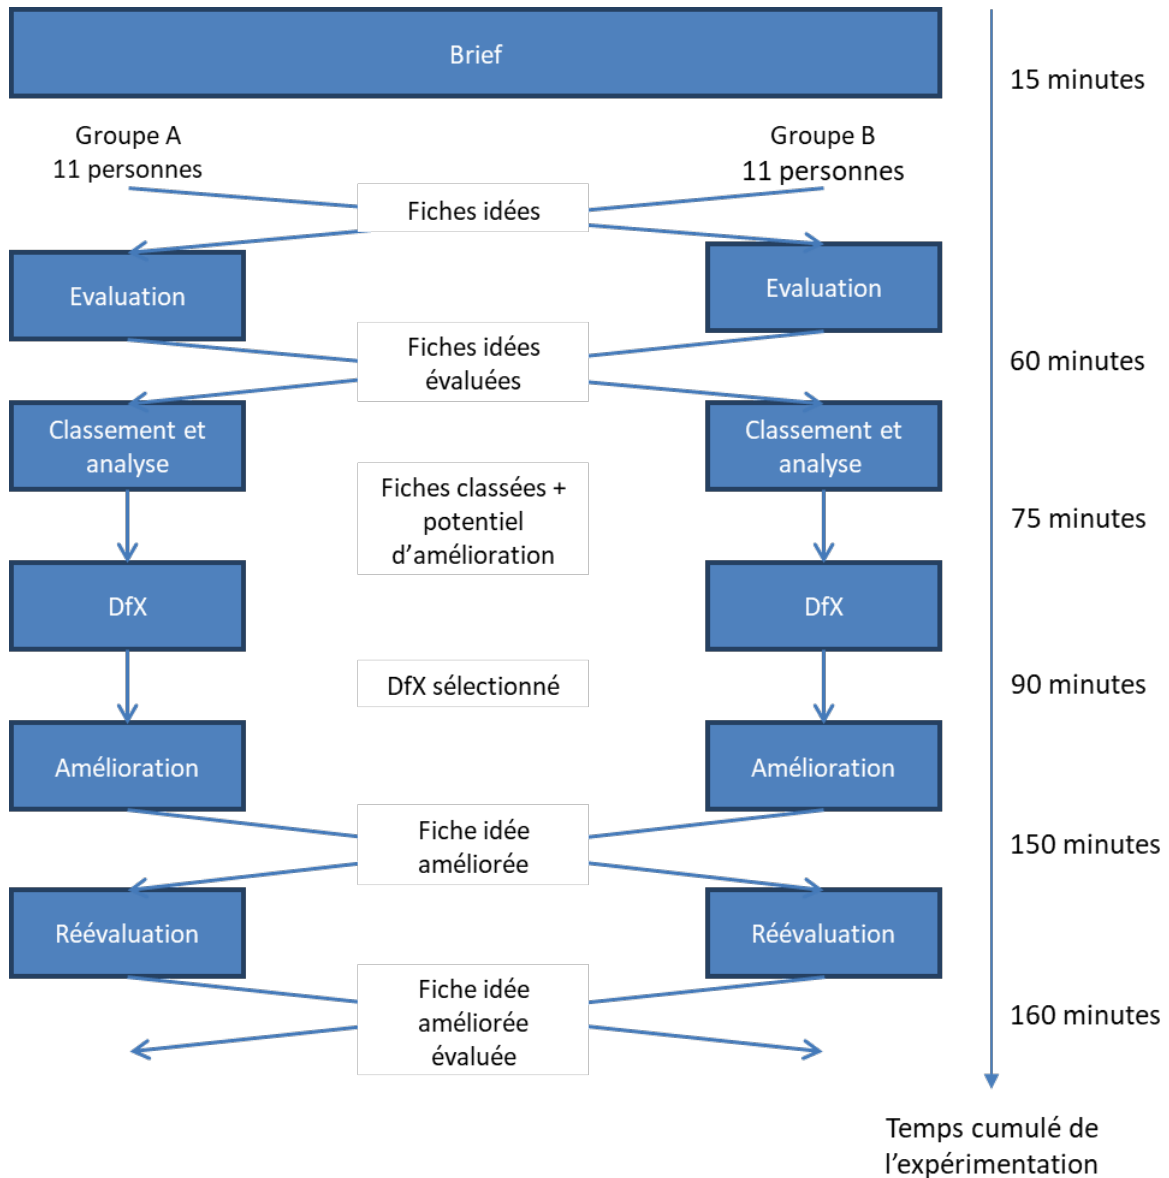 Brief
15 minutes
Groupe A
11 personnes
Groupe B
11 personnes
Fiches idées
Evaluation
Evaluation
Fiches idées
évaluées
60 minutes
Classement et
analyse
Classement et
analyse
Fiches classées +
potentiel
d’amélioration
75 minutes
DfX
DfX
DfX sélectionné
90 minutes
Amélioration
Amélioration
Fiche idée
améliorée
150 minutes
Réévaluation
Réévaluation
Fiche idée
améliorée
évaluée
160 minutes
Temps cumulé de
l’expérimentation